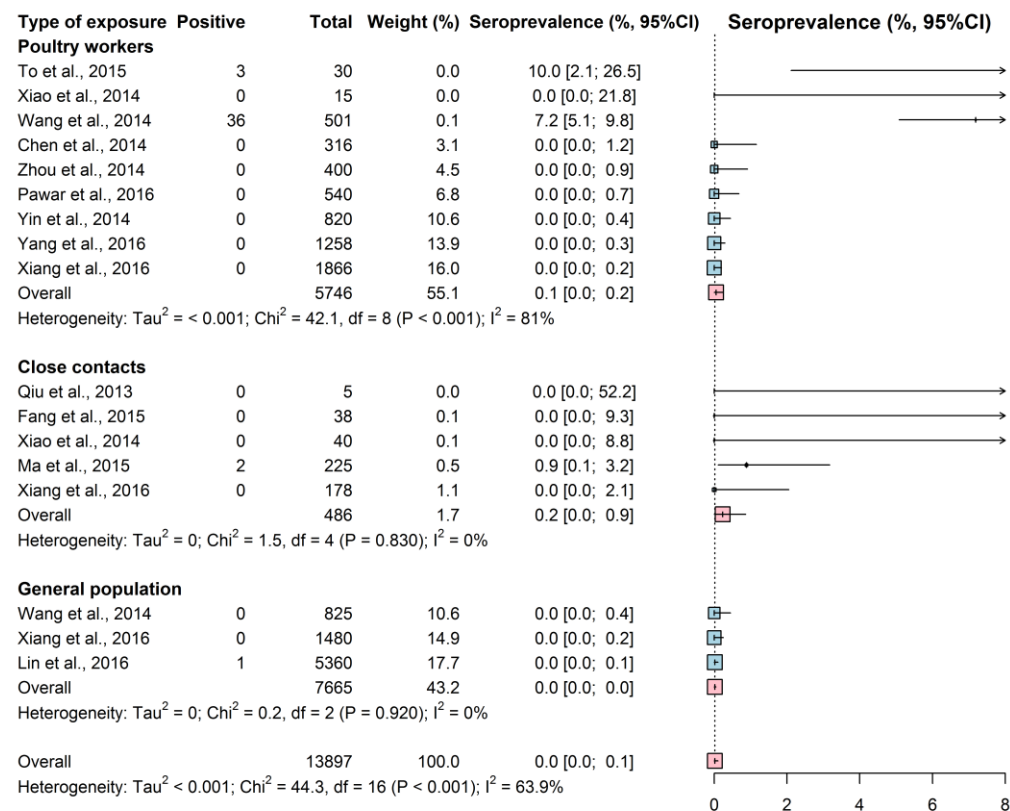 Type of exposure Positive Total Weight (%) Seroprevalence (%, 95%CI) Seroprevalence (%, 95%CI)
Poultry workers
To et al., 2015 3 30 0.0 10.0 [2.1; 26.5]
Xiao et al., 2014 0 15 0.0 0.0 [0.0; 21.8]
Wang et al., 2014 36 501 0.1 7.2 [5.1; 9.8]
Chen et al., 2014 0 316 3.1 0.0 [0.0; 1.2]
Zhou et al., 2014 0 400 4.5 0.0 [0.0; 0.9]
Pawar et al., 2016 0 540 6.8 0.0 [0.0; 0.7]
Yin et al., 2014 0 820 10.6 0.0 [0.0; 0.4]
Yang et al., 2016 0 1258 13.9 0.0 [0.0; 0.3]
Xiang et al., 2016 0 1866 16.0 0.0 [0.0; 0.2]
Overall 5746 55.1 0.1 [0.0; 0.2]
Heterogeneity: Tau² = < 0.001; Chi² = 42.1, df = 8 (P < 0.001); I² = 81%
Close contacts
Qiu et al., 2013 0 5 0.0 0.0 [0.0; 52.2]
Fang et al., 2015 0 38 0.1 0.0 [0.0; 9.3]
Xiao et al., 2014 0 40 0.1 0.0 [0.0; 8.8]
Ma et al., 2015 2 225 0.5 0.9 [0.1; 3.2]
Xiang et al., 2016 0 178 1.1 0.0 [0.0; 2.1]
Overall 486 1.7 0.2 [0.0; 0.9]
Heterogeneity: Tau² = 0; Chi² = 1.5, df = 4 (P = 0.830); I² = 0%
General population
Wang et al., 2014 0 825 10.6 0.0 [0.0; 0.4]
Xiang et al., 2016 0 1480 14.9 0.0 [0.0; 0.2]
Lin et al., 2016 1 5360 17.7 0.0 [0.0; 0.1]
Overall 7665 43.2 0.0 [0.0; 0.0]
Heterogeneity: Tau² = 0; Chi² = 0.2, df = 2 (P = 0.920); I² = 0%
Overall 13897 100.0 0.0 [0.0; 0.1]
Heterogeneity: Tau² < 0.001; Chi² = 44.3, df = 16 (P < 0.001); I² = 63.9%
0 2 4 6 8